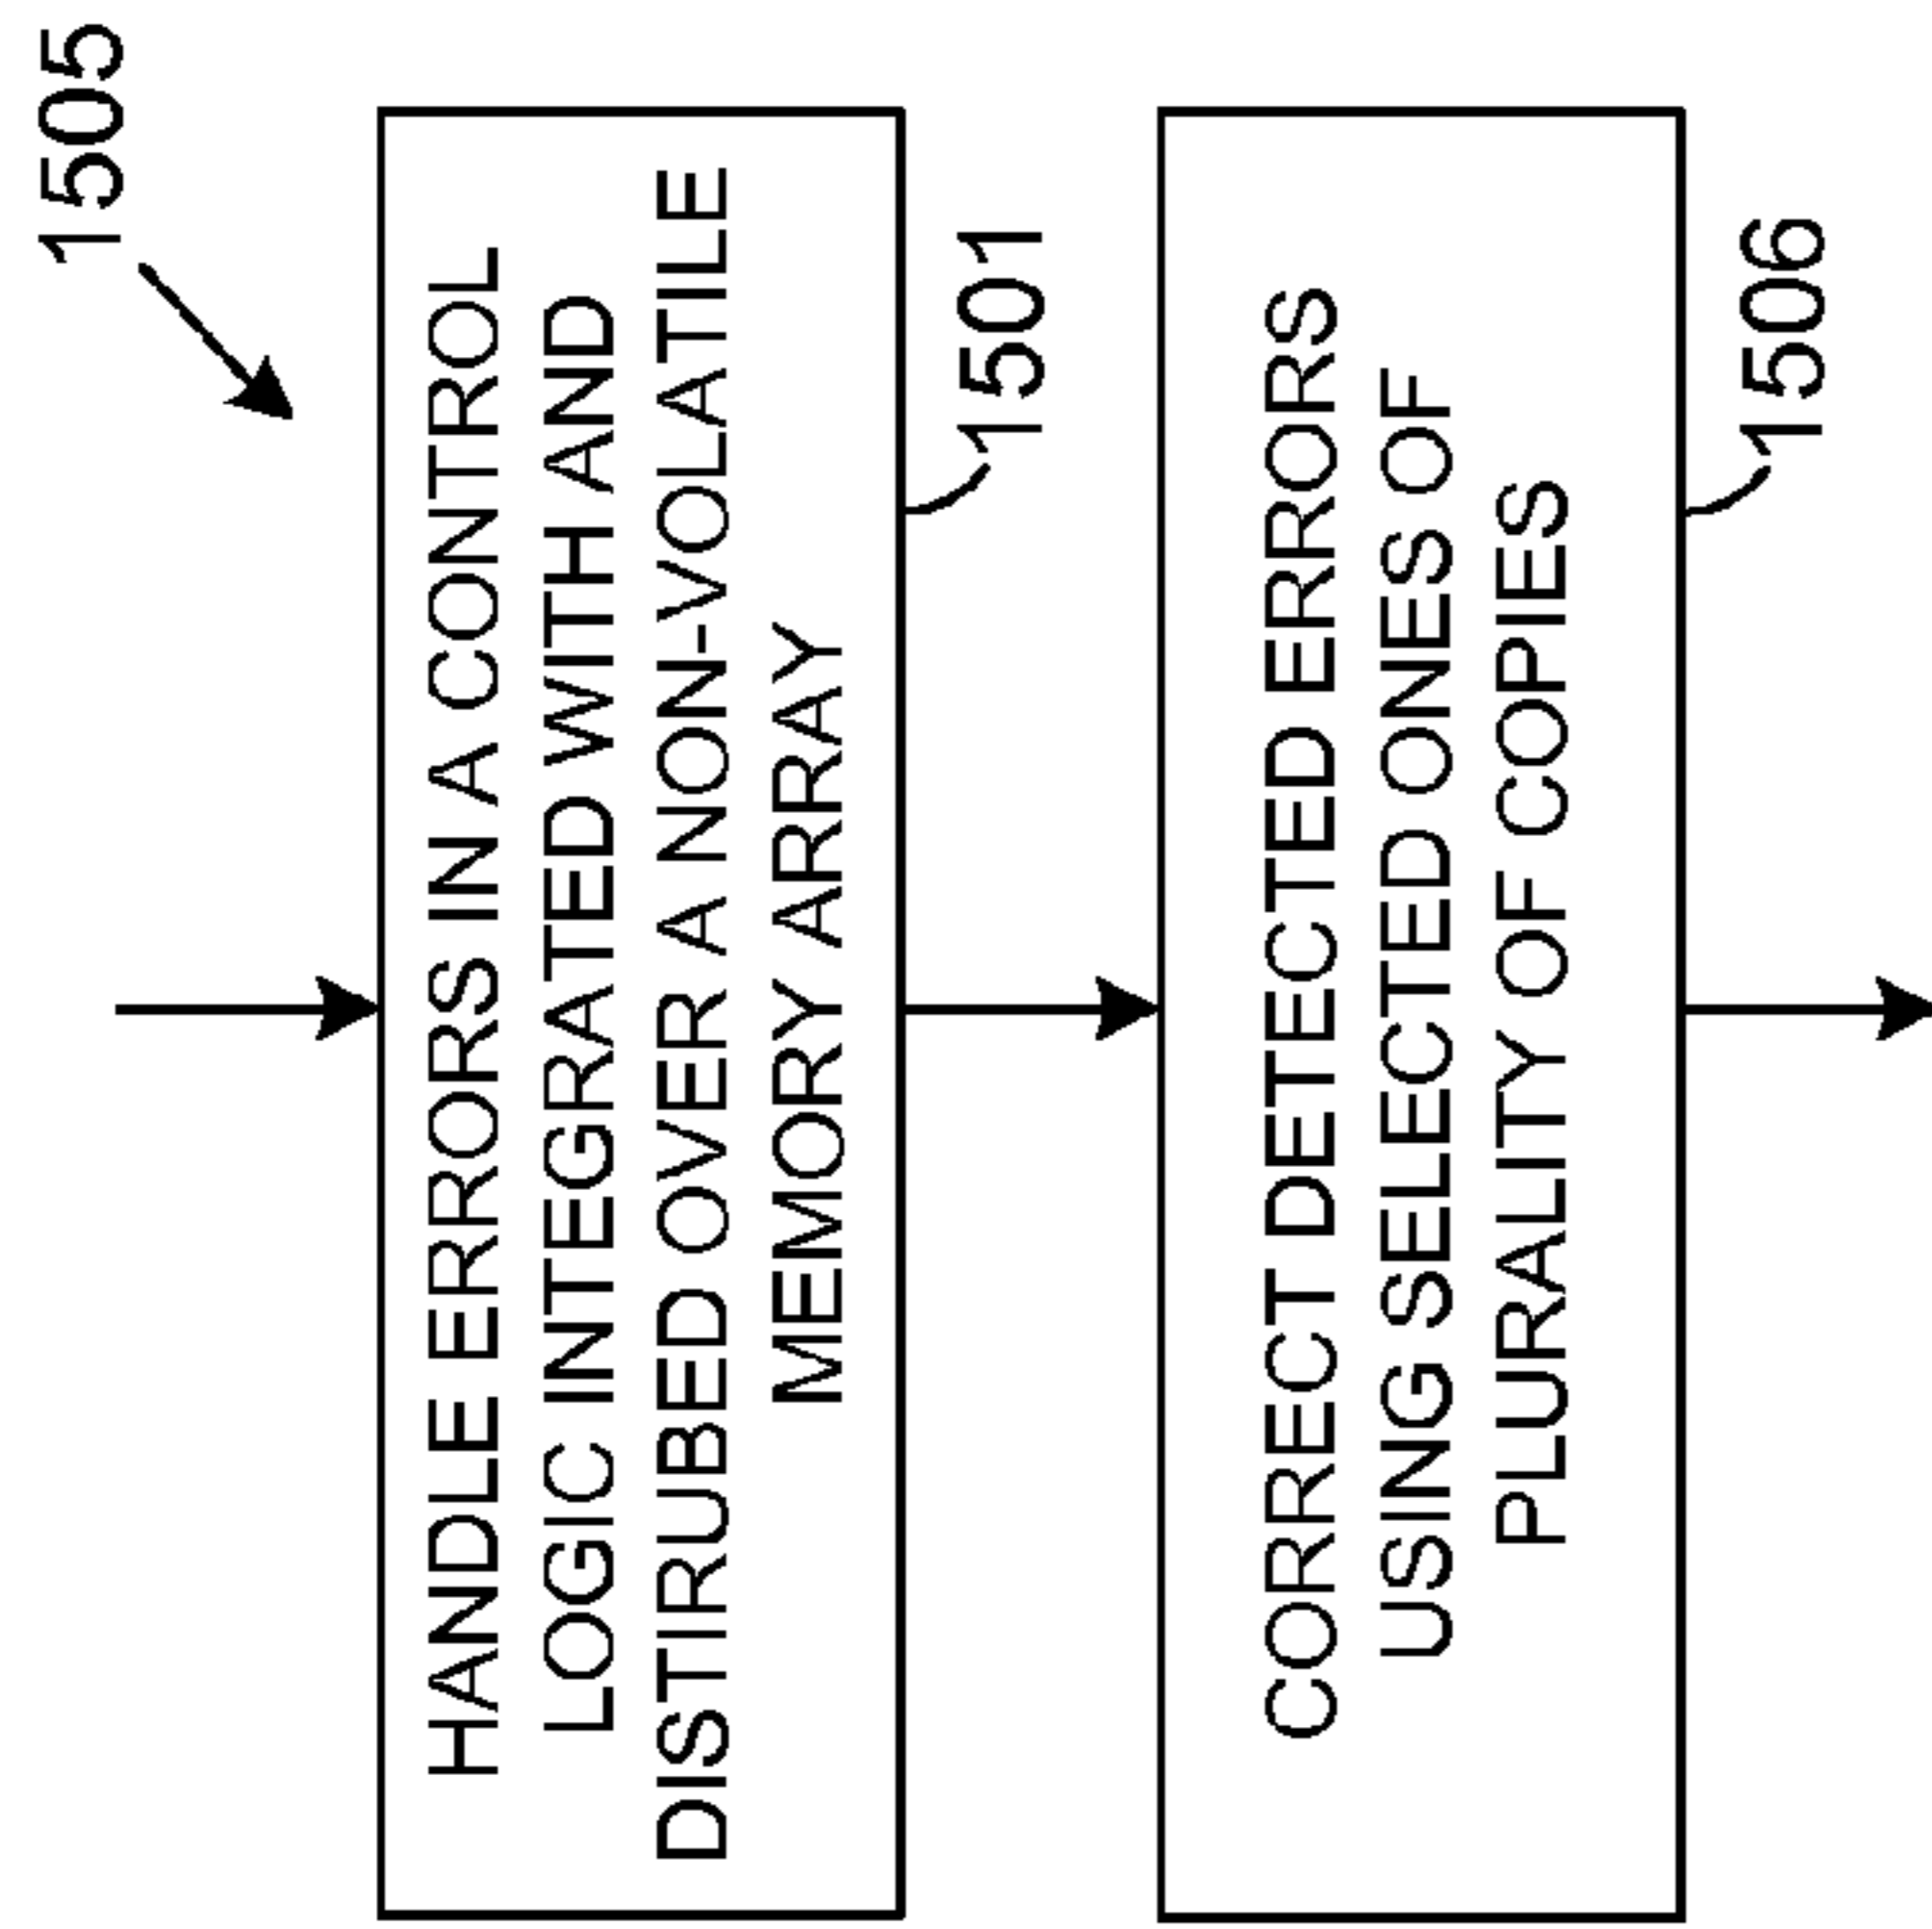 1505
HANDLE ERRORS IN A CONTROL
LOGIC INTEGRATED WITH AND
DISTIRUBED OVER A NON-VOLATILE
MEMORY ARRAY
1501
CORRECT DETECTED ERRORS
USING SELECTED ONES OF
PLURALITY OF COPIES
1506